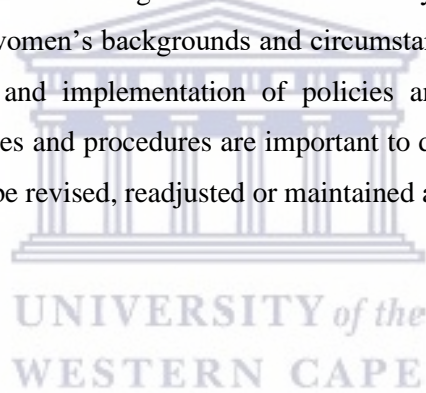 women's backgrounds and circumstan
and implementation of policies an
es and procedures are important to d
be revised, readjusted or maintained a
UNIVERSITY of the
WESTERN CAPE